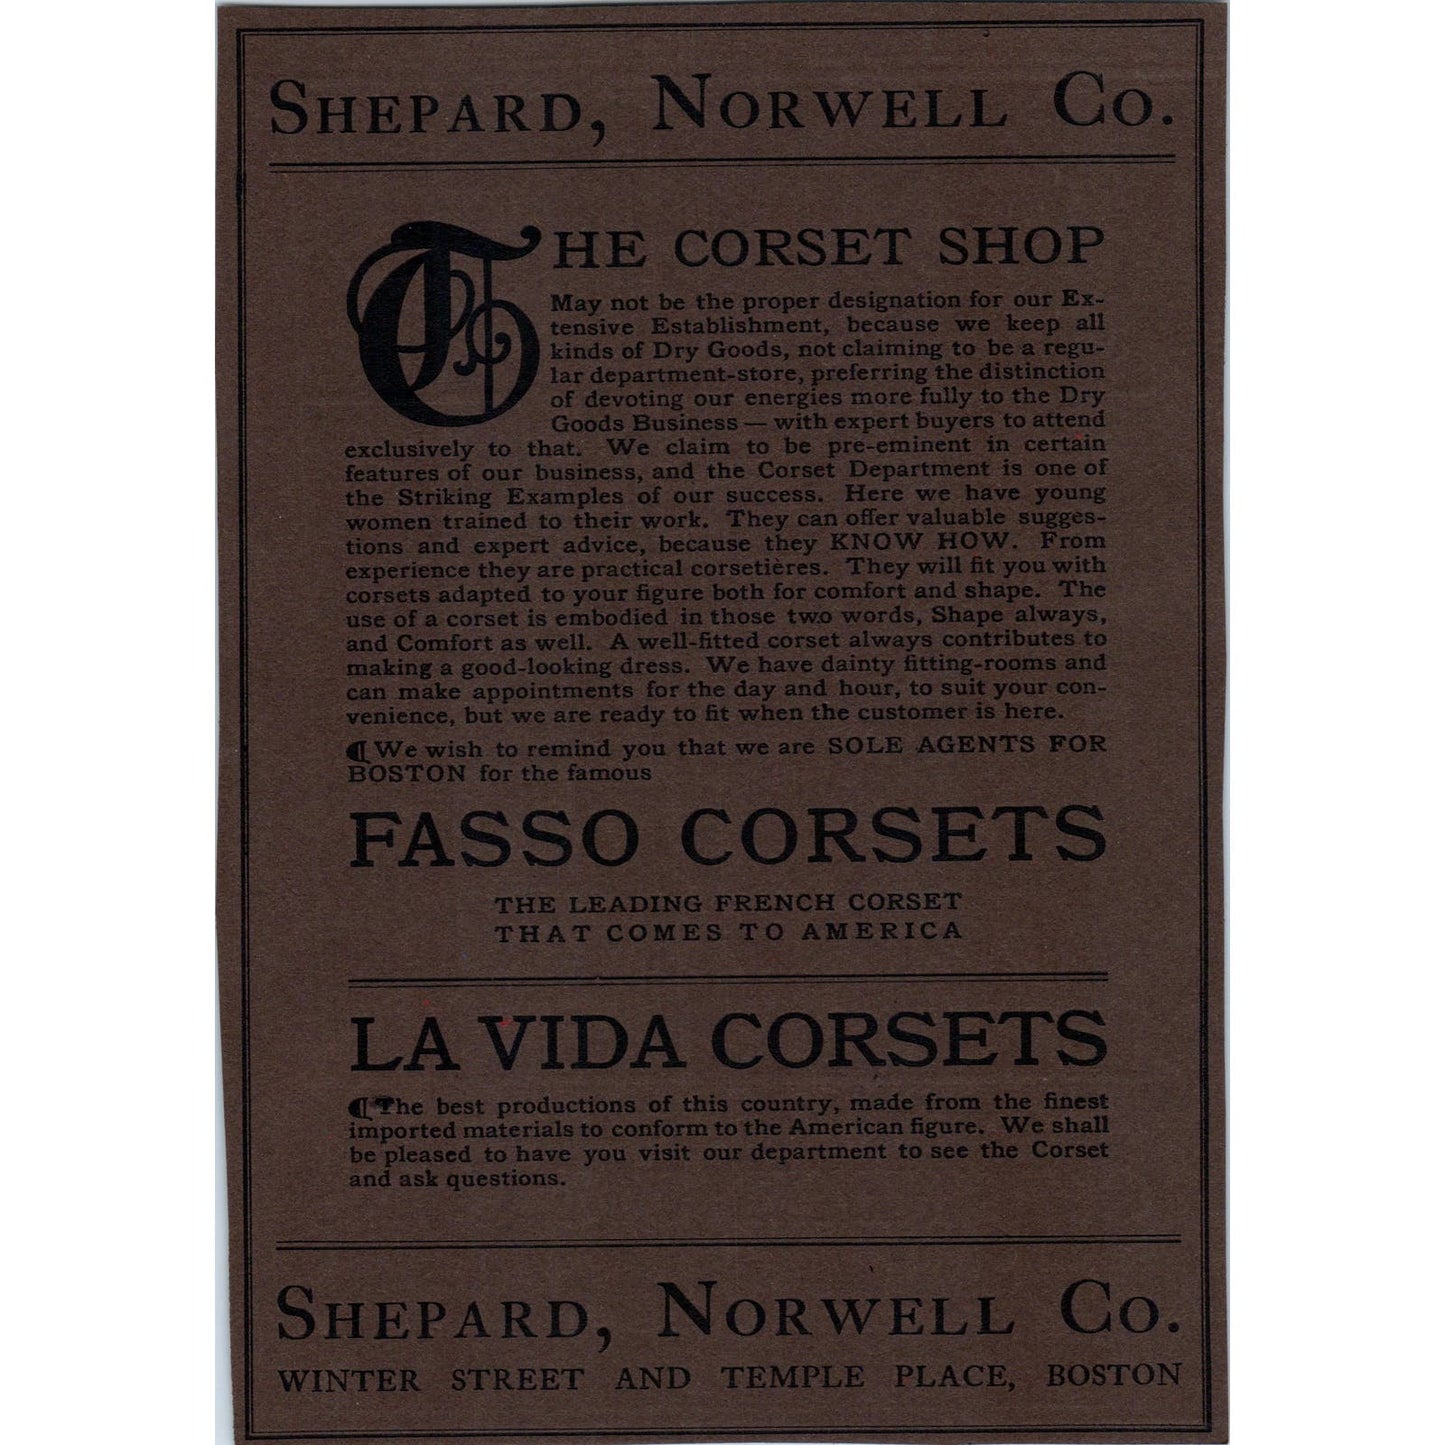 SHEPARD, NORWELL CO.
THE CORSET SHOP
May not be the proper designation for our Ex-
tensive Establishment, because we keep all
kinds of Dry Goods, not claiming to be a regu-
lar department-store, preferring the distinction
of devoting our energies more fully to the Dry
Goods Business — with expert buyers to attend
exclusively to that. We claim to be pre-eminent in certain
features of our business, and the Corset Department is one of
the Striking Examples of our success. Here we have young
women trained to their work. They can offer valuable sugges-
tions and expert advice, because they KNOW HOW. From
experience they are practical corsetières. They will fit you with
corsets adapted to your figure both for comfort and shape. The
use of a corset is embodied in those two words, Shape always,
and Comfort as well. A well-fitted corset always contributes to
making a good-looking dress. We have dainty fitting-rooms and
can make appointments for the day and hour, to suit your con-
venience, but we are ready to fit when the customer is here.
¶ We wish to remind you that we are SOLE AGENTS FOR
BOSTON for the famous
FASSO CORSETS
THE LEADING FRENCH CORSET
THAT COMES TO AMERICA
LA VIDA CORSETS
¶ The best productions of this country, made from the finest
imported materials to conform to the American figure. We shall
be pleased to have you visit our department to see the Corset
and ask questions.
SHEPARD, NORWELL CO.
WINTER STREET AND TEMPLE PLACE, BOSTON